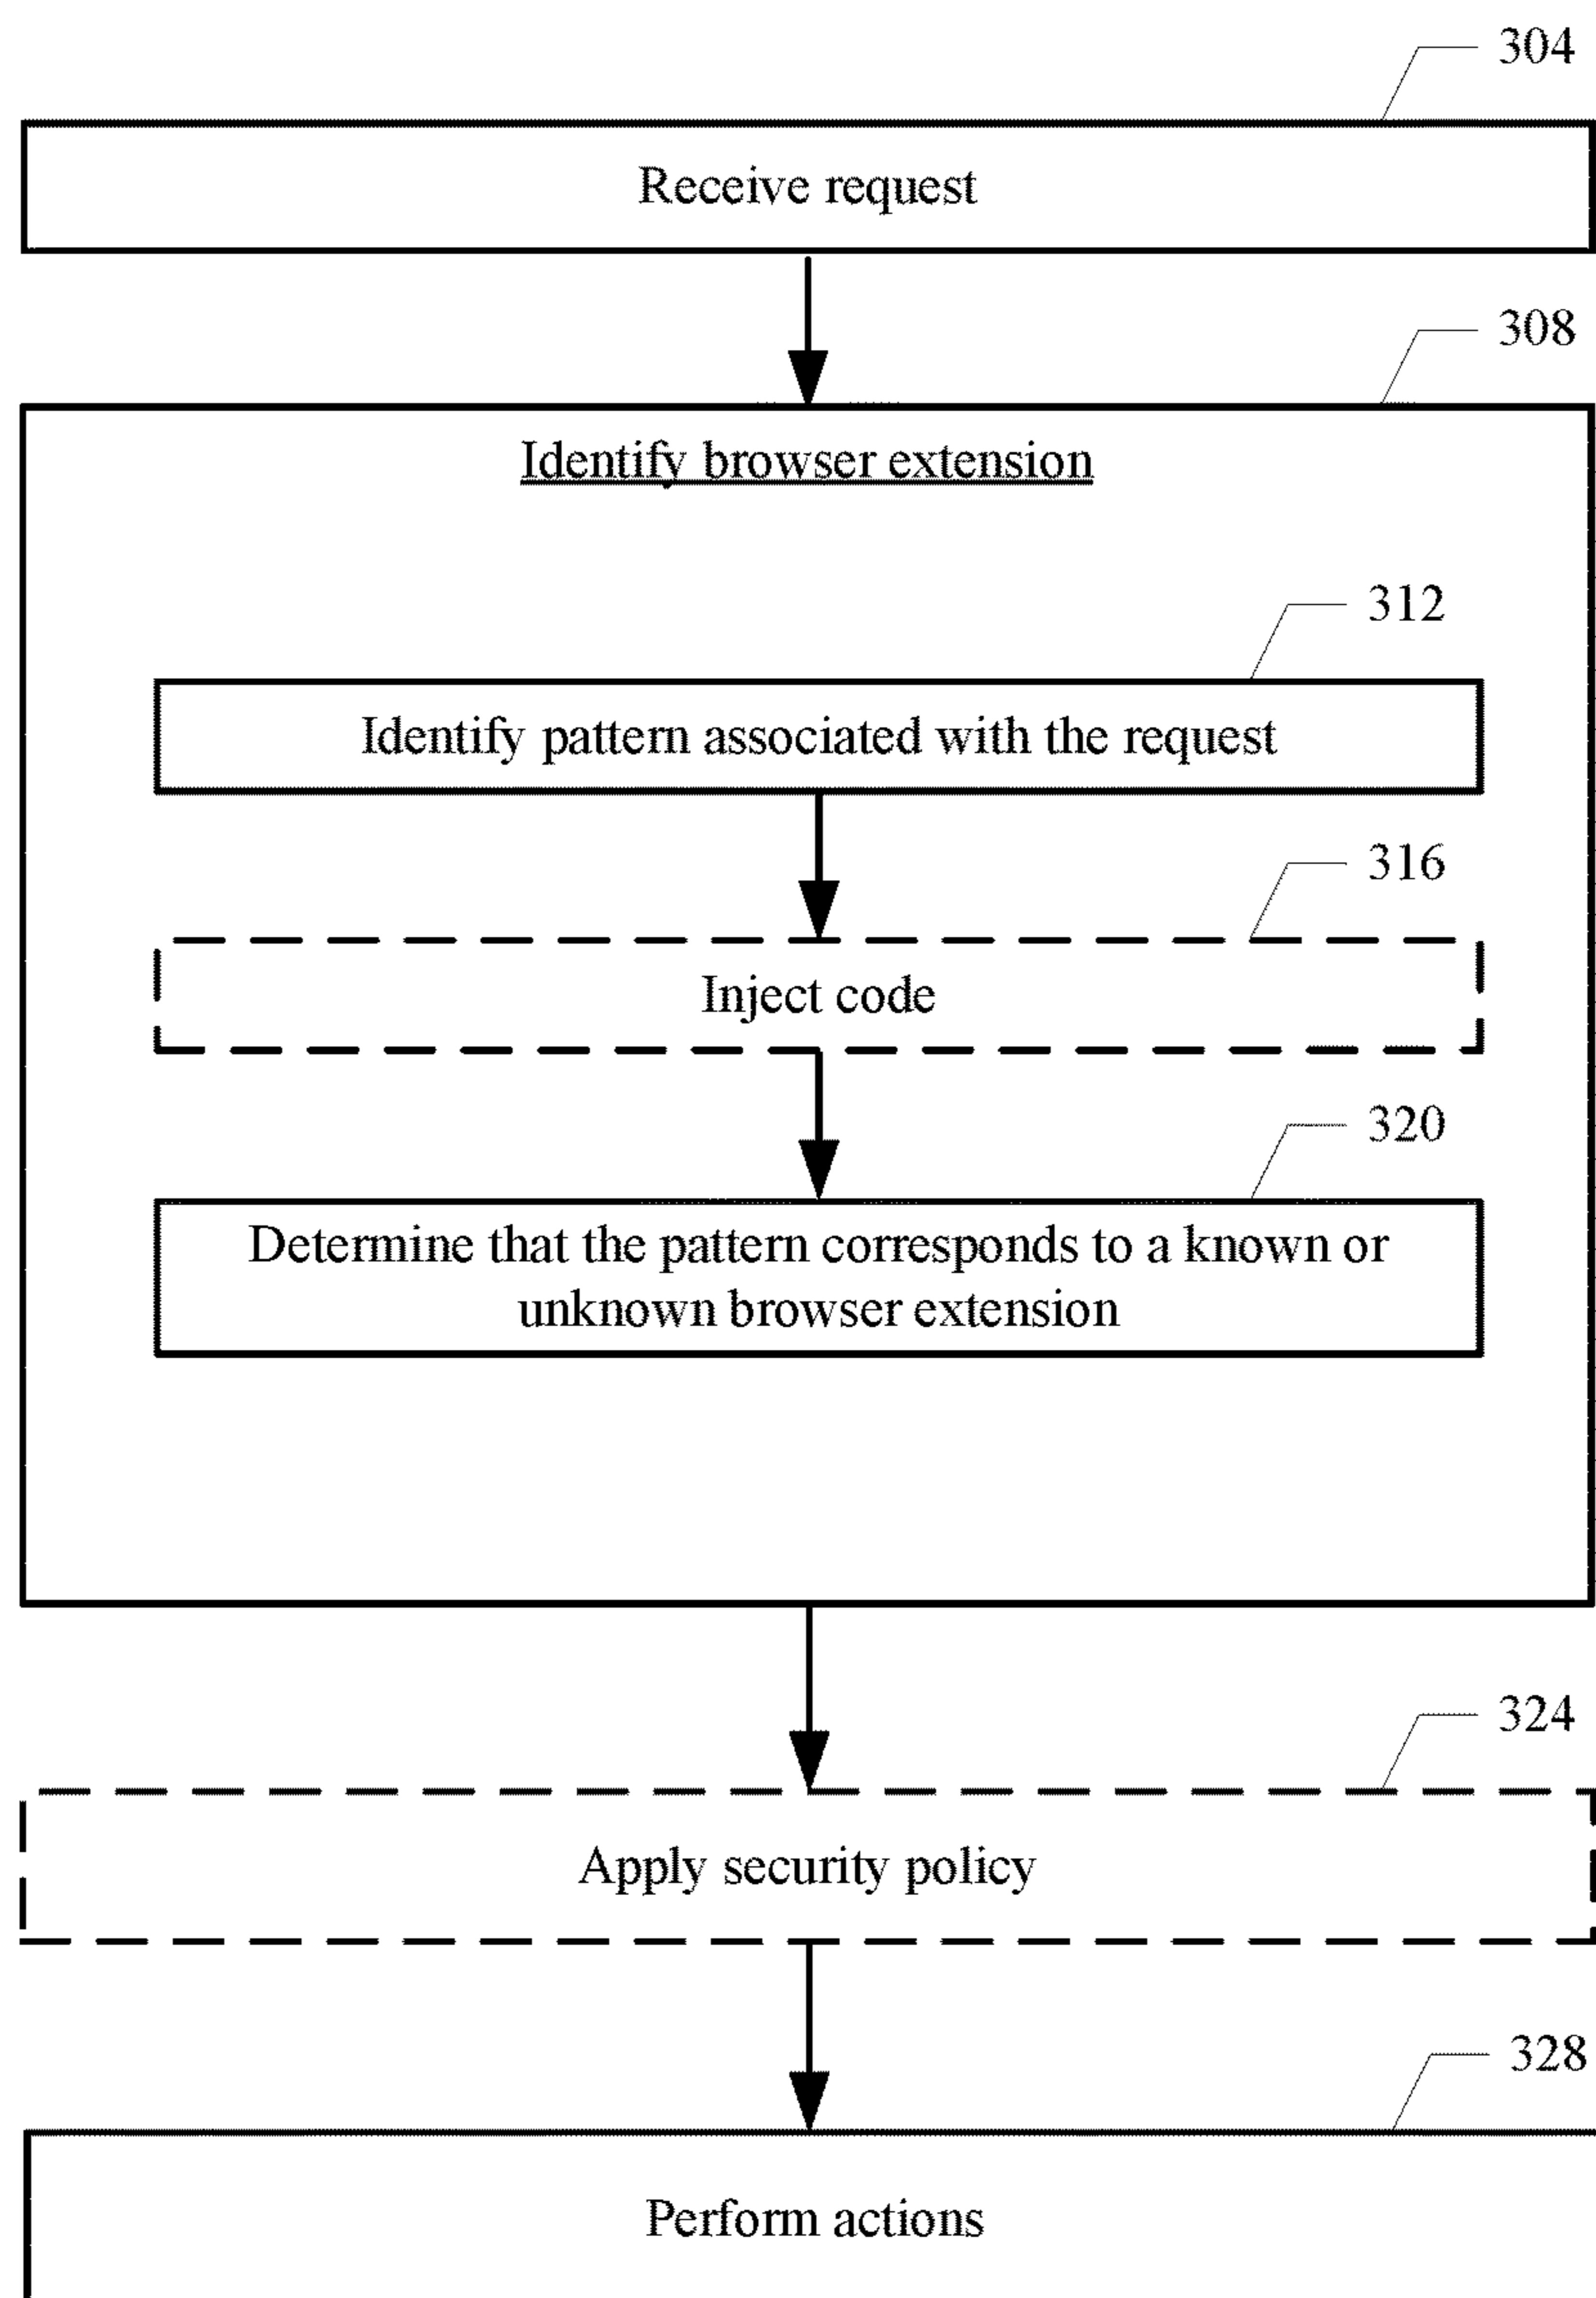 304
Receive request
308
Identify browser extension
312
Identify pattern associated with the request
316
Inject code
320
Determine that the pattern corresponds to a known or
unknown browser extension
324
Apply security policy
328
Perform actions